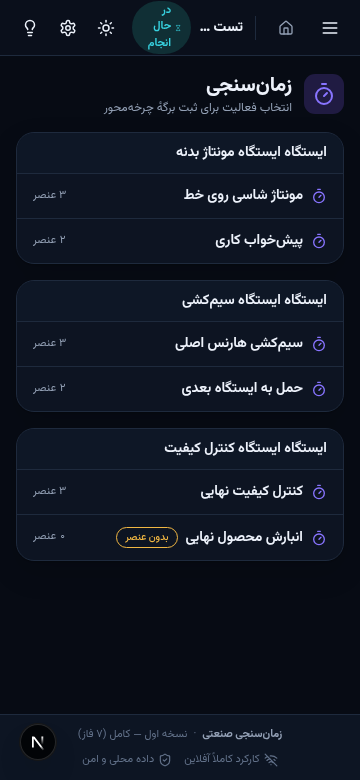 تست ...
در
حال
انجام
زمان‌سنجی
انتخاب فعالیت برای ثبت برگهٔ چرخه‌محور
ایستگاه ایستگاه مونتاژ بدنه
مونتاژ شاسی روی خط
۳ عنصر
پیش‌خواب کاری
۲ عنصر
ایستگاه ایستگاه سیم‌کشی
سیم‌کشی هارنس اصلی
۳ عنصر
حمل به ایستگاه بعدی
۲ عنصر
ایستگاه ایستگاه کنترل کیفیت
کنترل کیفیت نهایی
۳ عنصر
انبارش محصول نهایی
بدون عنصر
۰ عنصر
زمان‌سنجی صنعتی · نسخه اول — کامل (۷ فاز)
کارکرد کاملاً آفلاین
داده محلی و امن
N